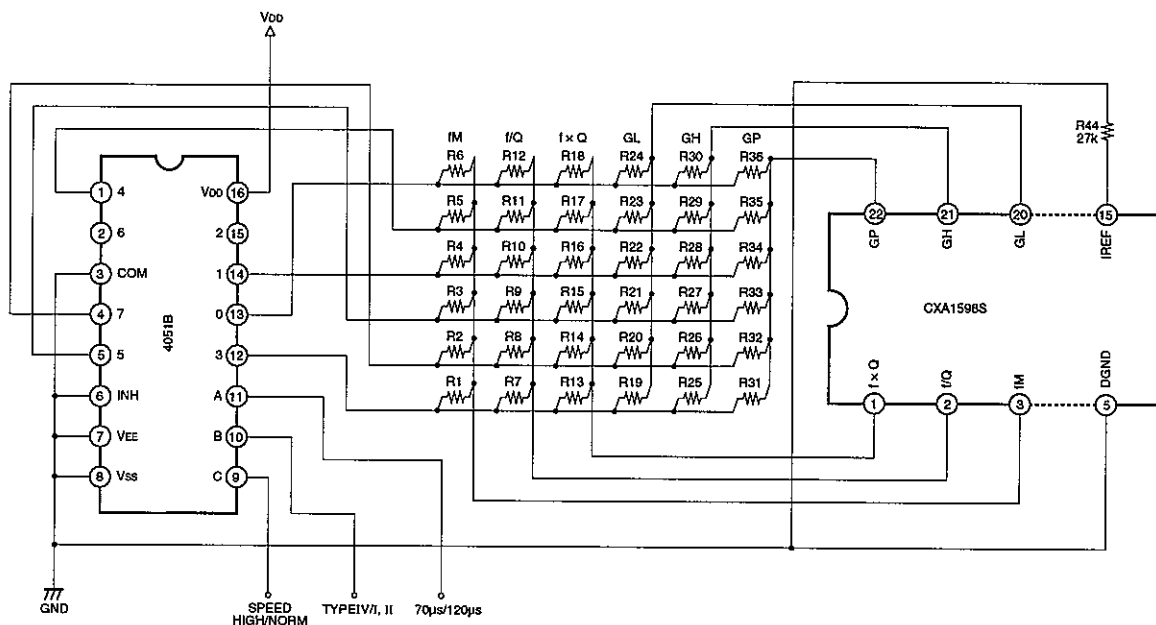 VDD
fM f/Q f × Q GL GH GP
R6 R12 R18 R24 R30 R36
R44
27k
1 4 VDD 16
R5 R11 R17 R23 R29 R35
22 21 20 15
2 6 2 15
GP GH GL IREF
R4 R10 R16 R22 R28 R34
3 COM 1 14
R3 R9 R15 R21 R27 R33
4 7 0 13
4051B
CXA1598S
R2 R8 R14 R20 R26 R32
5 5 3 12
R1 R7 R13 R19 R25 R31
f × Q f/Q fM DGND
6 INH A 11
1 2 3 5
7 VEE B 10
8 VSS C 9
GND
SPEED
HIGH/NORM
TYPEIV/I, II
70µs/120µs